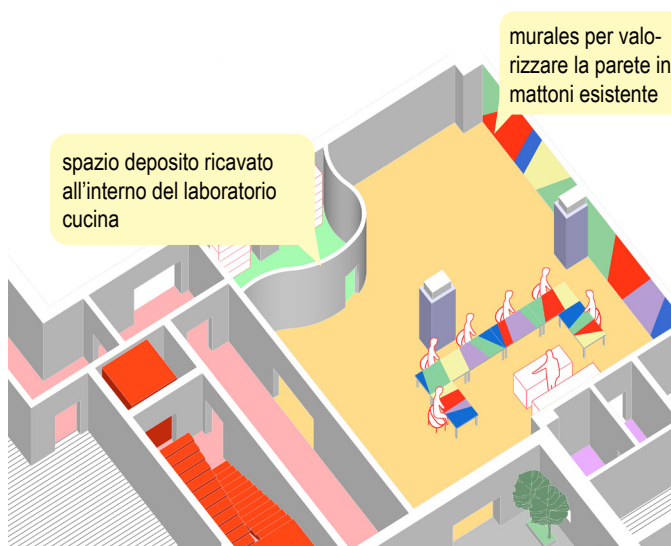 murales per valo-
rizzare la parete in
mattoni esistente
spazio deposito ricavato
all'interno del laboratorio
cucina